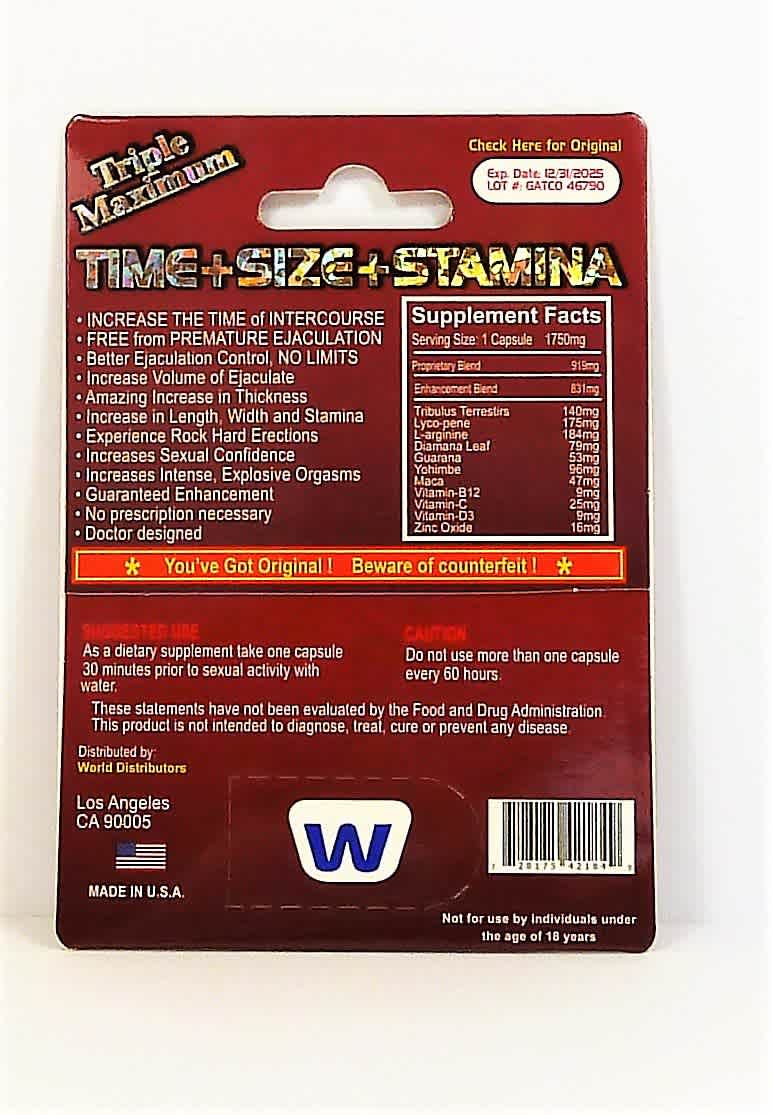 Triple
Maximum
Check Here for Original
Exp. Date: 12/31/2025
LOT #: GATCO 46790
TIME+SIZE+STAMINA
• INCREASE THE TIME of INTERCOURSE
• FREE from PREMATURE EJACULATION
• Better Ejaculation Control, NO LIMITS
• Increase Volume of Ejaculate
• Amazing Increase in Thickness
• Increase in Length, Width and Stamina
• Experience Rock Hard Erections
• Increases Sexual Confidence
• Increases Intense, Explosive Orgasms
• Guaranteed Enhancement
• No prescription necessary
• Doctor designed
Supplement Facts
Serving Size: 1 Capsule 1750mg
Proprietary Blend 919mg
Enhancement Blend 831mg
Tribulus Terrestirs 140mg
Lyco-pene 175mg
L-arginine 184mg
Diamana Leaf 79mg
Guarana 53mg
Yohimbe 96mg
Maca 47mg
Vitamin-B12 9mg
Vitamin-C 25mg
Vitamin-D3 9mg
Zinc Oxide 16mg
* You've Got Original ! Beware of counterfeit ! *
SUGGESTED USE
As a dietary supplement take one capsule
30 minutes prior to sexual activity with
water.
CAUTION
Do not use more than one capsule
every 60 hours.
These statements have not been evaluated by the Food and Drug Administration.
This product is not intended to diagnose, treat, cure or prevent any disease.
Distributed by:
World Distributors
Los Angeles
CA 90005
MADE IN U.S.A.
W
7 20175 42184 9
Not for use by Individuals under
the age of 18 years